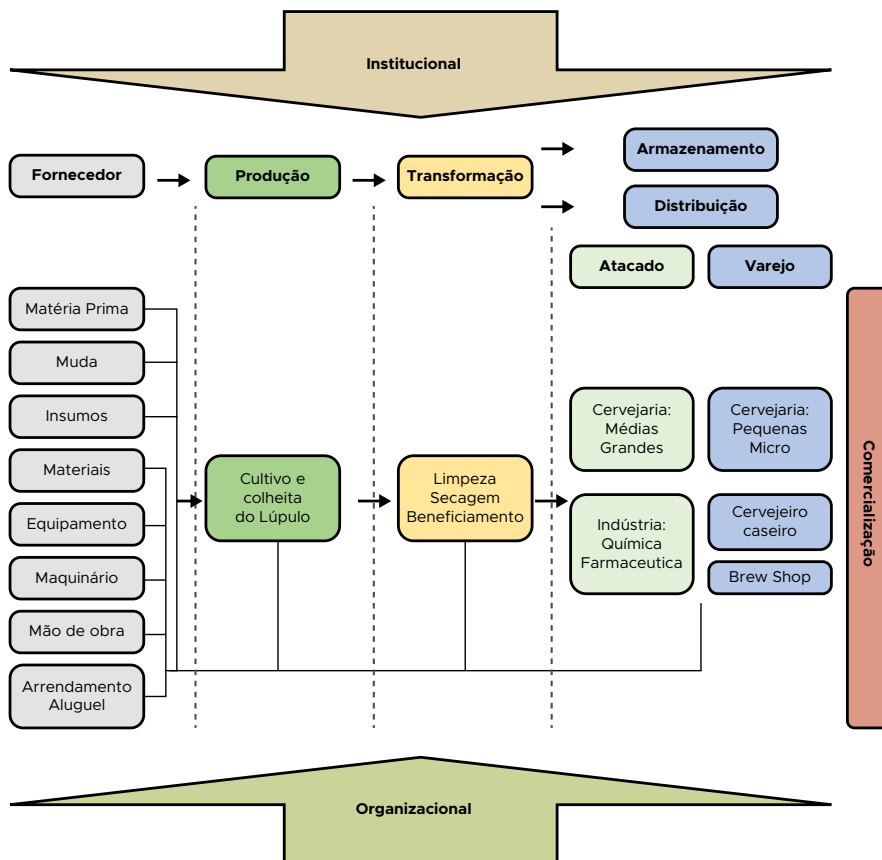 Institucional
Fornecedor
Produção
Transformação
Armazenamento
Distribuição
Atacado
Varejo
Matéria Prima
Muda
Insumos
Materiais
Equipamento
Maquinário
Mão de obra
Arrendamento
Aluguel
Cultivo e
colheita
do Lúpulo
Limpeza
Secagem
Beneficiamento
Cervejaria:
Médias
Grandes
Cervejaria:
Pequenas
Micro
Indústria:
Química
Farmaceutica
Cervejeiro
caseiro
Brew Shop
Comercialização
Organizacional